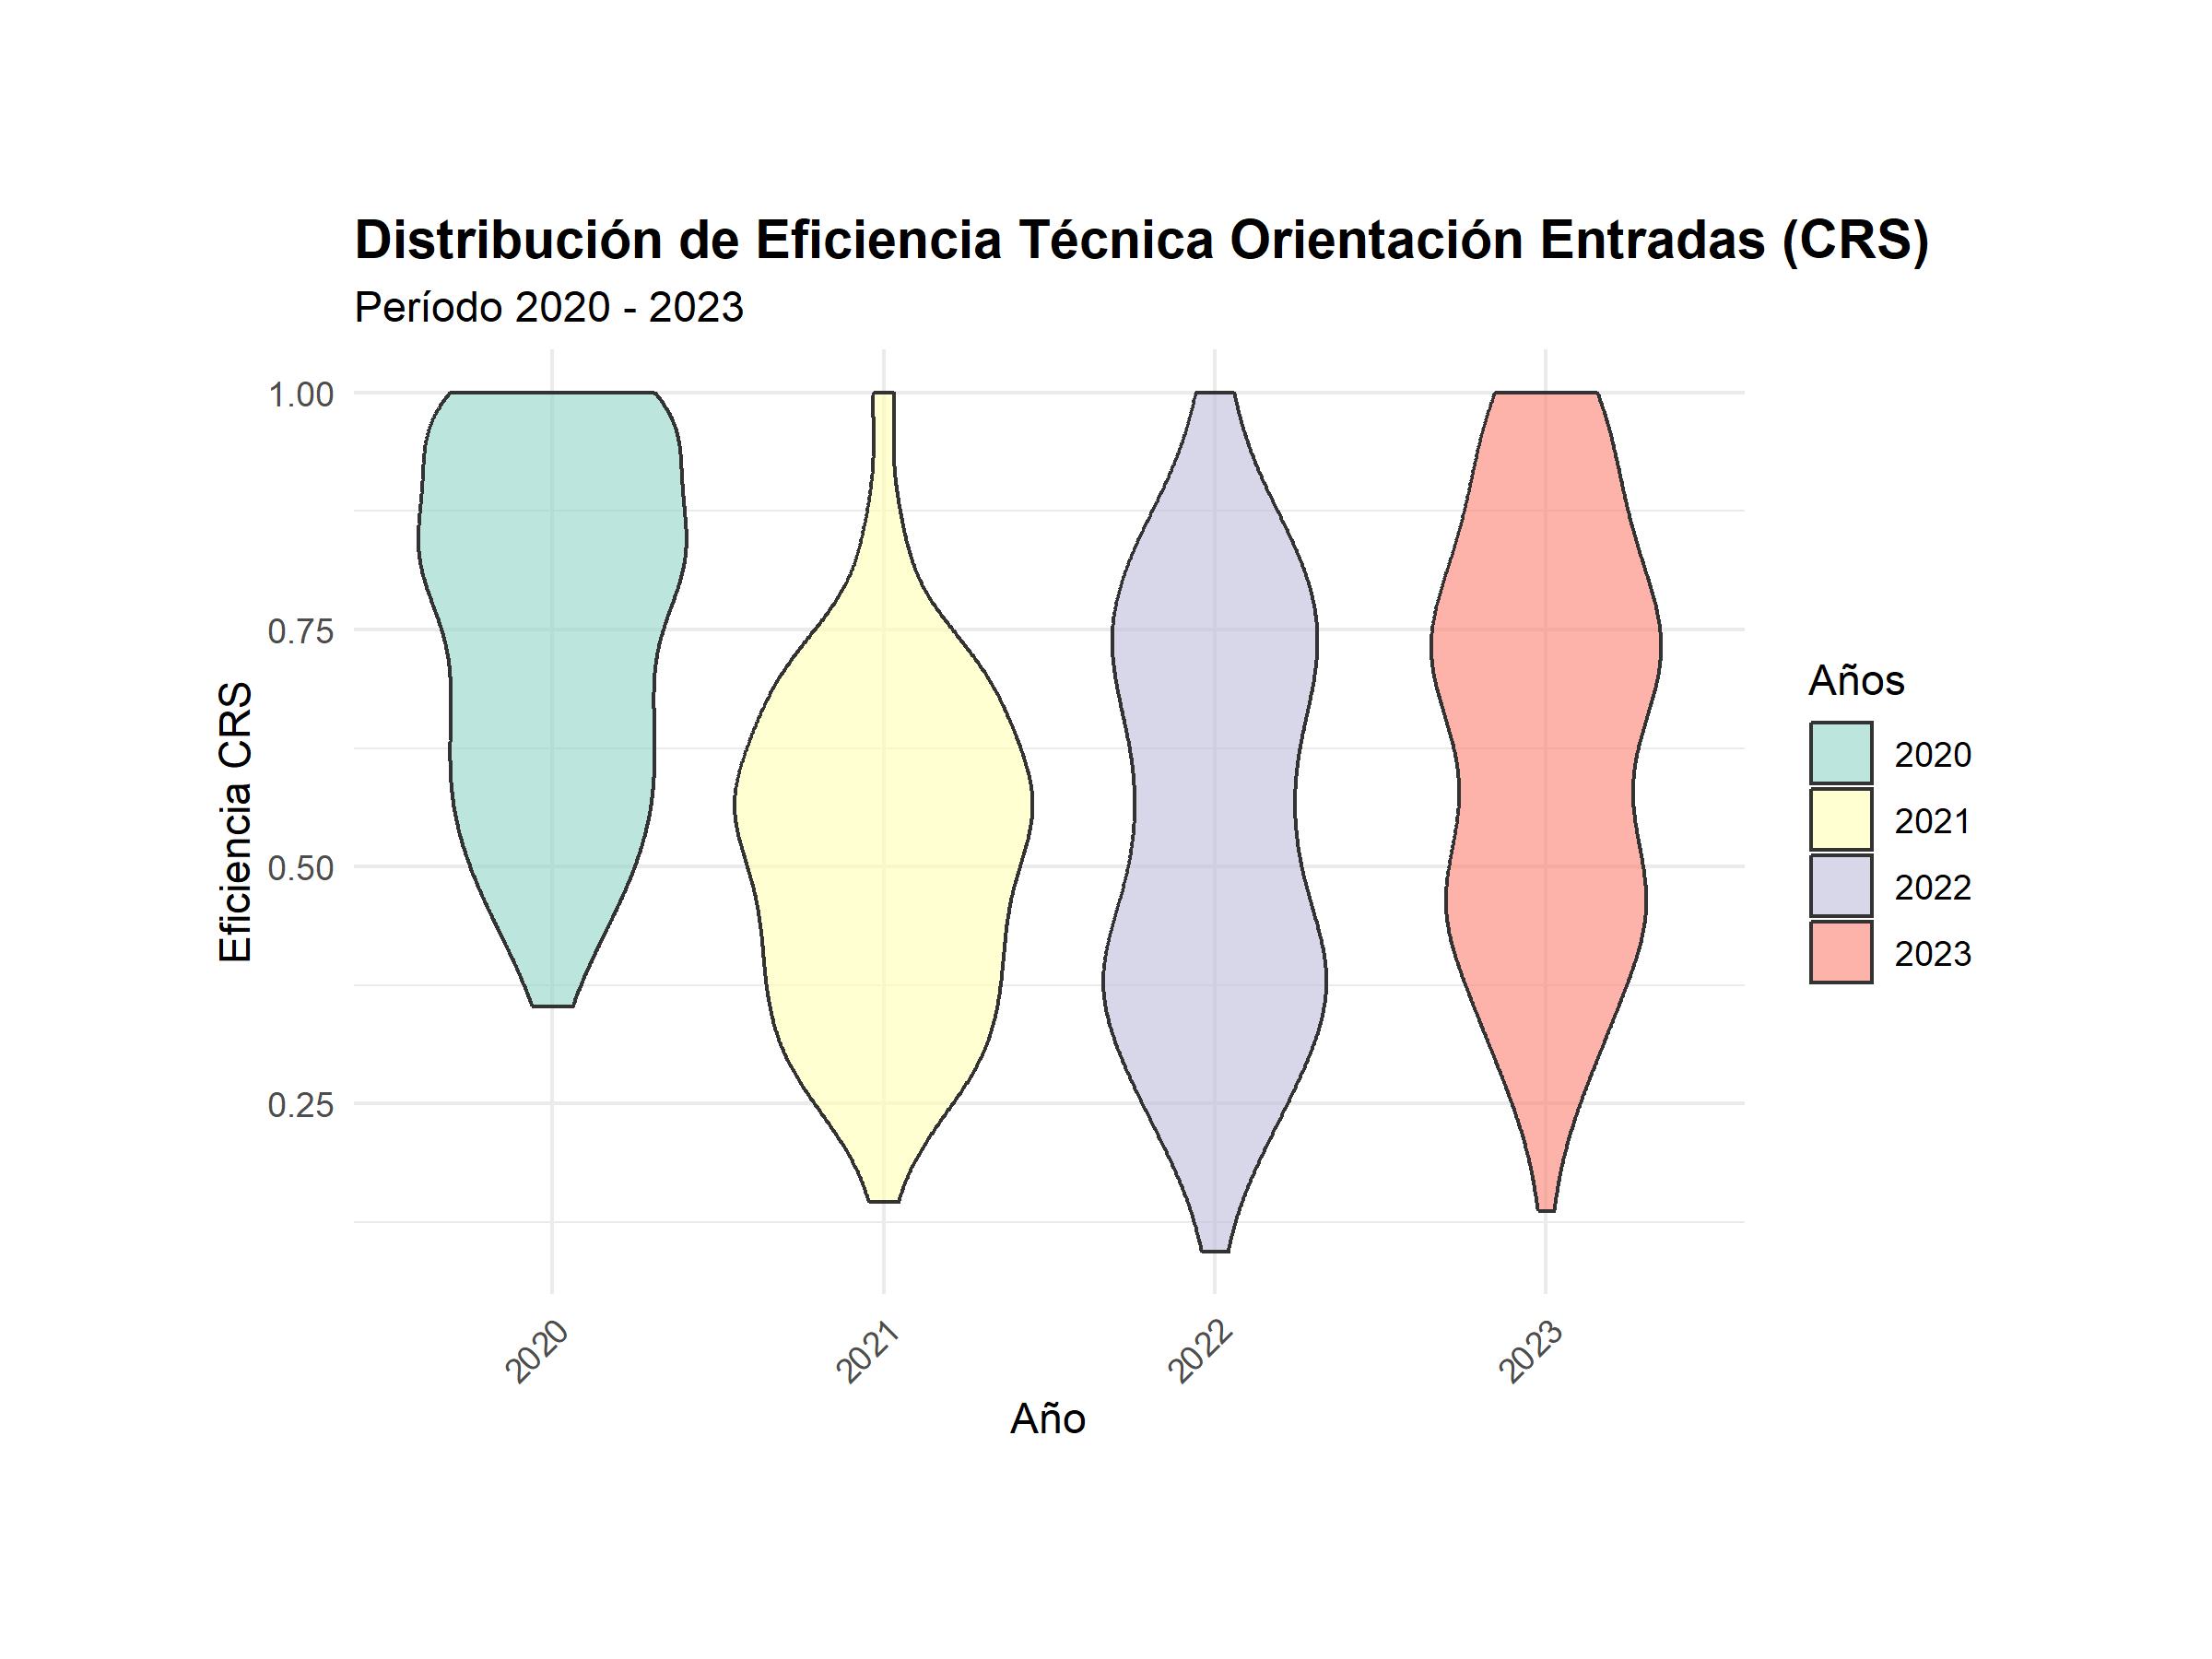 Distribución de Eficiencia Técnica Orientación Entradas (CRS)
Período 2020 - 2023
1.00
0.75
0.50
0.25
Eficiencia CRS
2020
2021
2022
2023
Año
Años
2020
2021
2022
2023